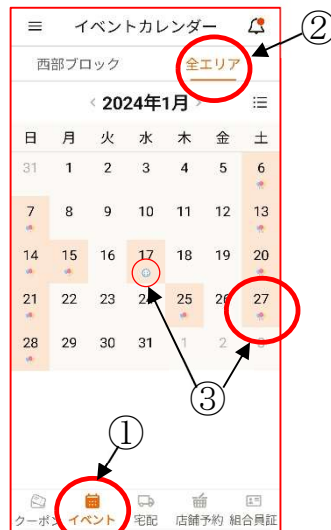 イベントカレンダー
②
西部ブロック 全エリア
< 2024年1月 >
日 月 火 水 木 金 土
31 1 2 3 4 5 6
7 8 9 10 11 12 13
14 15 16 17 18 19 20
21 22 23 24 25 26 27
28 29 30 31 1 2 3
③
①
クーポン イベント 宅配 店舗予約 組合員証